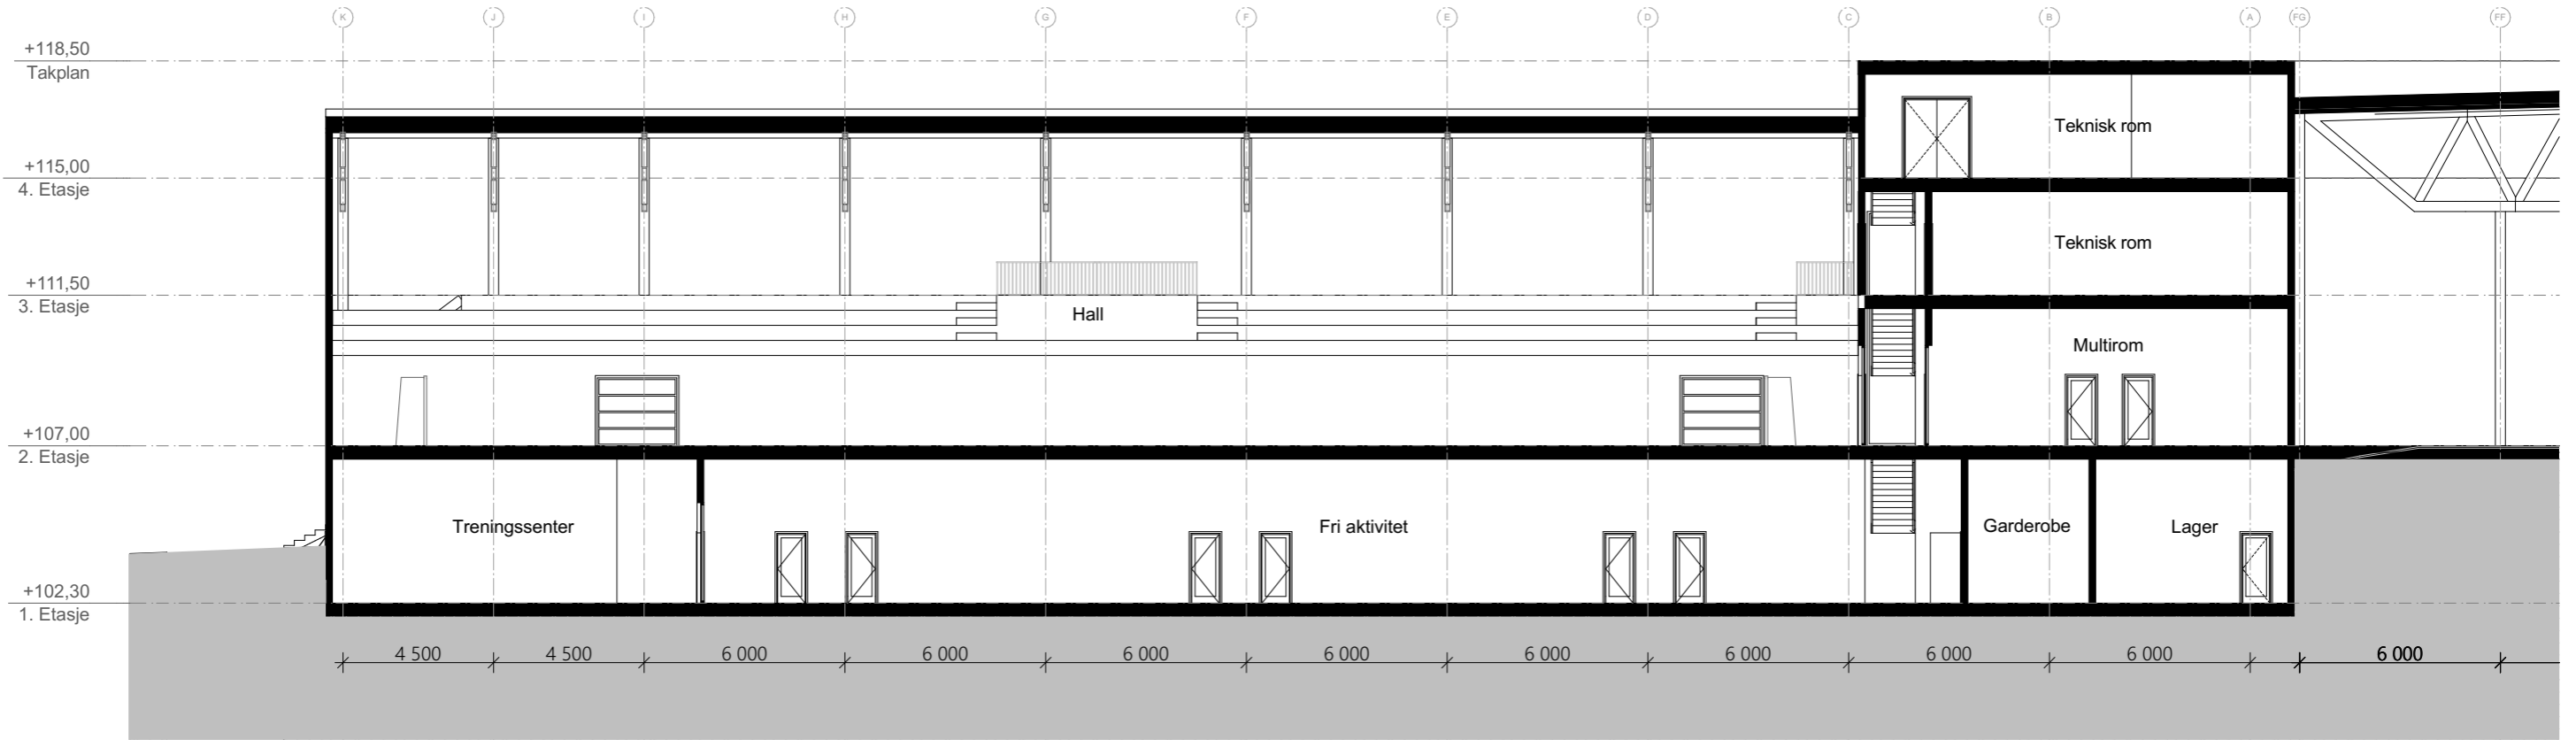 K J I H G F E D C B A FG FF
+118,50
Takplan
Teknisk rom
+115,00
4. Etasje
Teknisk rom
+111,50
3. Etasje
Hall
Multirom
+107,00
2. Etasje
Treningssenter
Fri aktivitet
Garderobe
Lager
+102,30
1. Etasje
4 500 4 500 6 000 6 000 6 000 6 000 6 000 6 000 6 000 6 000 6 000